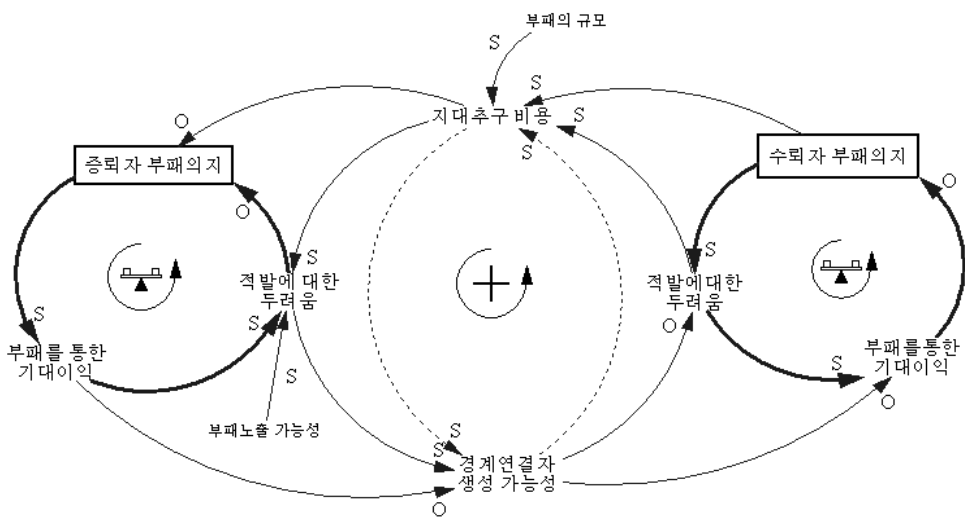 부패의 규모
S
지대추구 비용
S
S
S
O
증뢰자 부패의지
수뢰자 부패의지
O
O
S
적발에 대한
두려움
S
적발에대한
두려움
S
S
O
부패를 통한
기대이익
부패를통한
기대이익
S
S
O
부패노출 가능성
S
S
경계연결자
생성 가능성
O